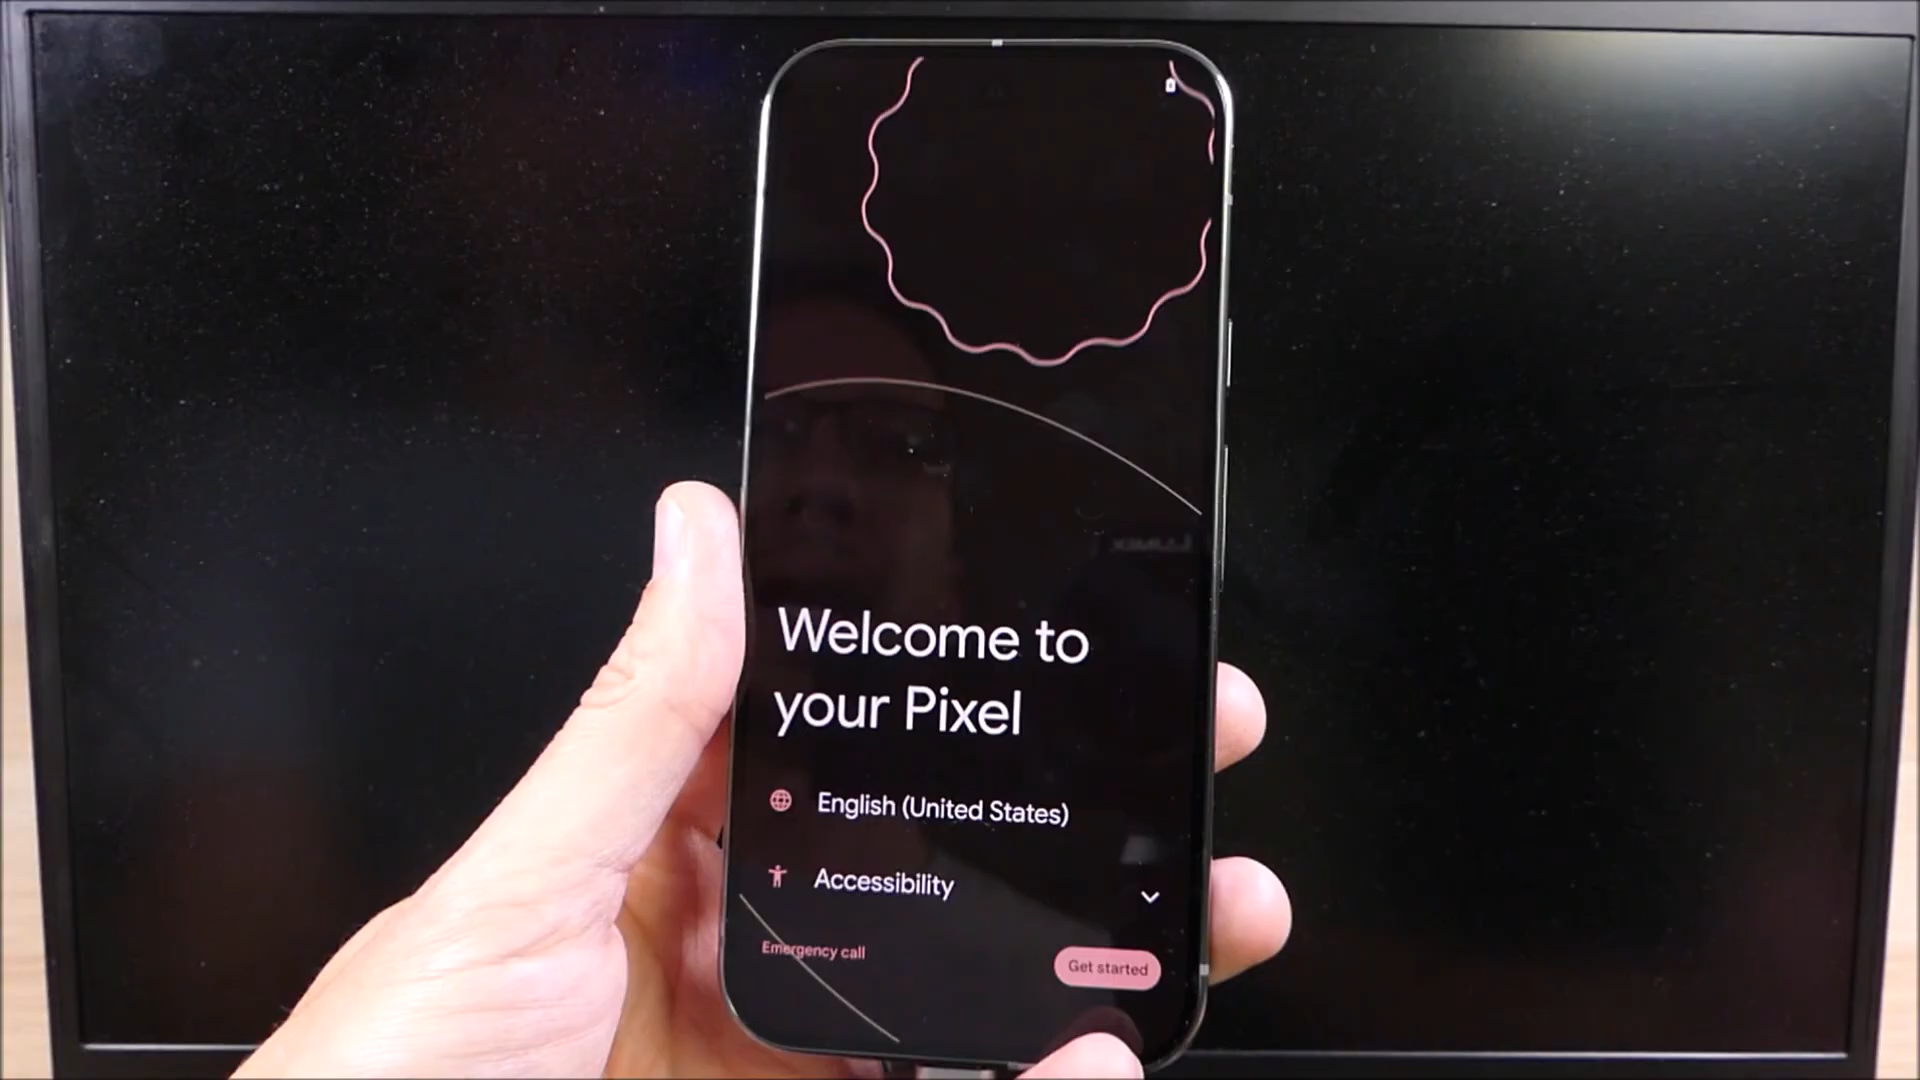 Welcome to
your Pixel
English (United States)
Accessibility
Emergency call
Get started